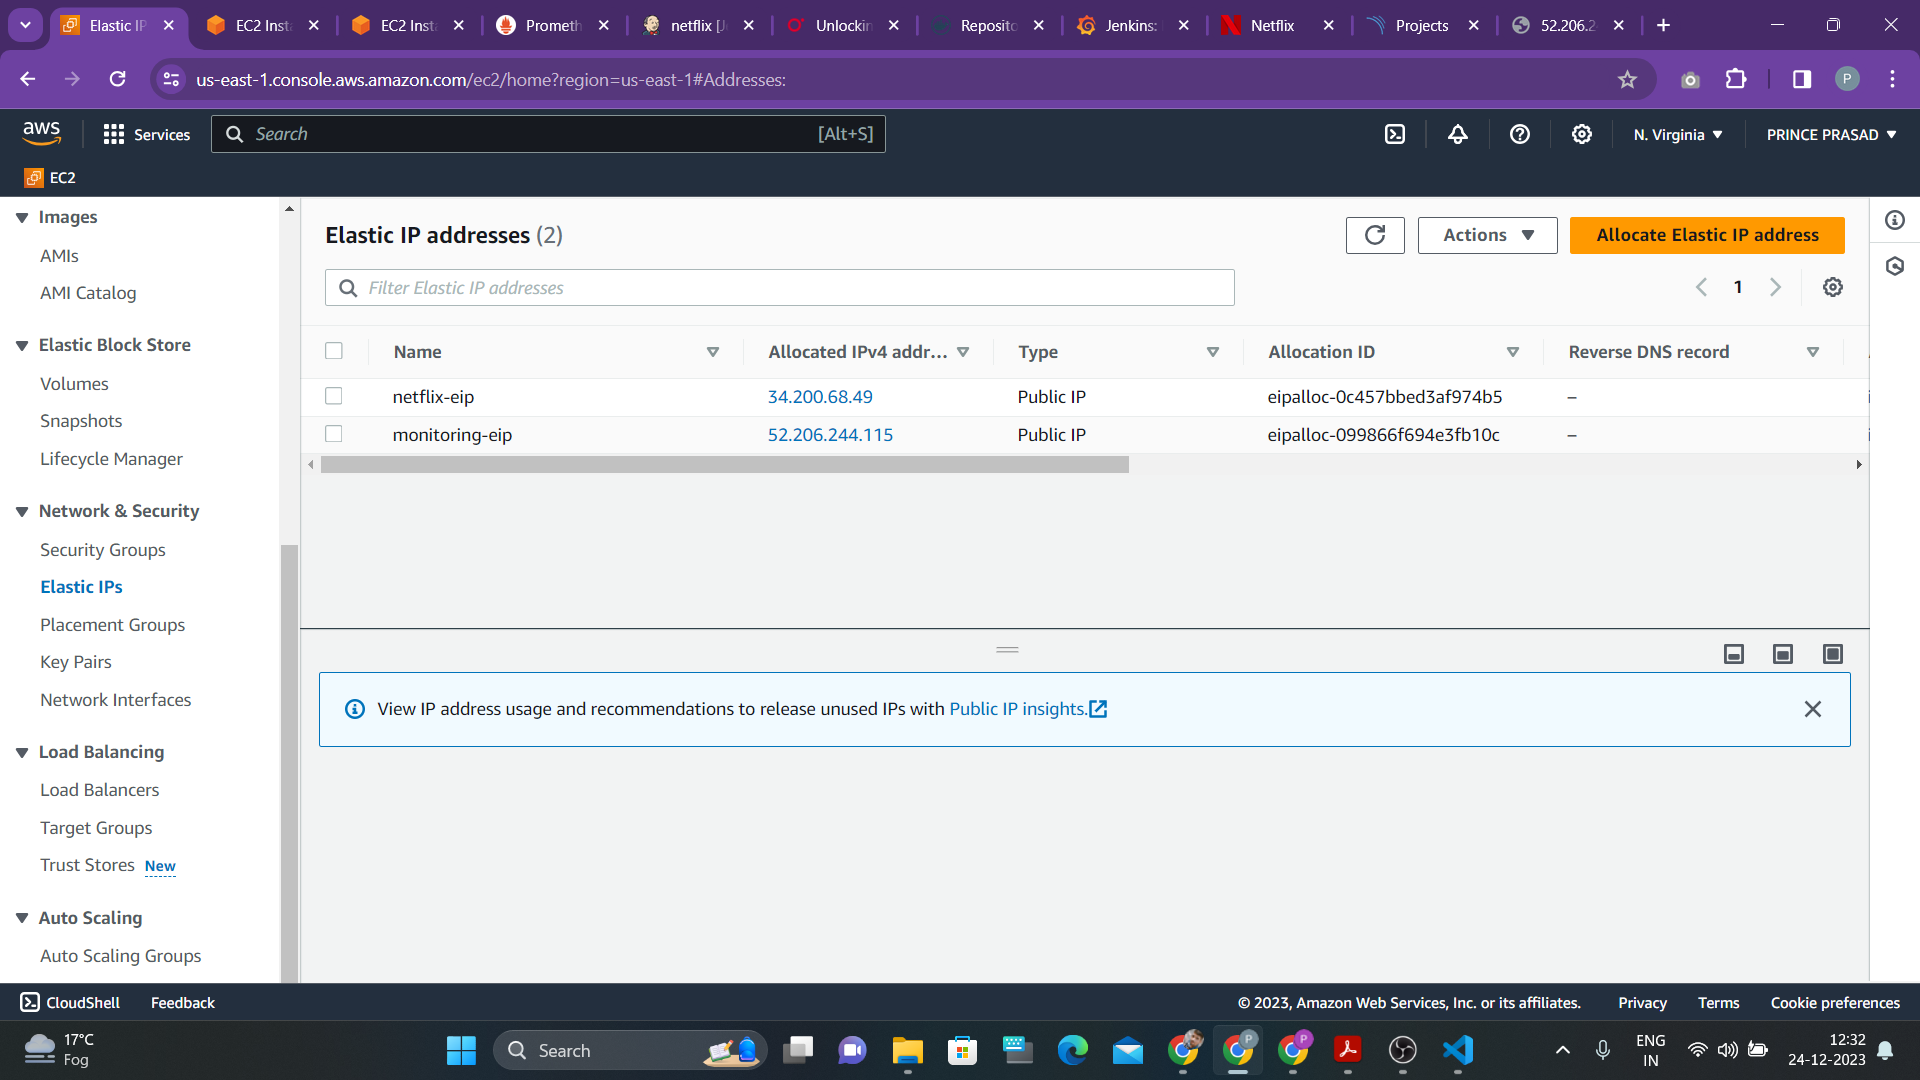 Elastic IP
EC2 Inst
EC2 Inst
Prometh
netflix [J
Unlockin
Reposito
Jenkins:
Netflix
Projects
52.206.2
us-east-1.console.aws.amazon.com/ec2/home?region=us-east-1#Addresses:
P
aws
Services
Search
[Alt+S]
N. Virginia
PRINCE PRASAD
EC2
Images
AMIs
AMI Catalog
Elastic Block Store
Volumes
Snapshots
Lifecycle Manager
Network & Security
Security Groups
Elastic IPs
Placement Groups
Key Pairs
Network Interfaces
Load Balancing
Load Balancers
Target Groups
Trust Stores New
Auto Scaling
Auto Scaling Groups
Elastic IP addresses (2)
Actions
Allocate Elastic IP address
Filter Elastic IP addresses
1
Name Allocated IPv4 addr... Type Allocation ID Reverse DNS record
netflix-eip 34.200.68.49 Public IP eipalloc-0c457bbed3af974b5 –
monitoring-eip 52.206.244.115 Public IP eipalloc-099866f694e3fb10c –
View IP address usage and recommendations to release unused IPs with Public IP insights.
CloudShell Feedback
© 2023, Amazon Web Services, Inc. or its affiliates. Privacy Terms Cookie preferences
17°C
Fog
Search
P
P
ENG
IN
12:32
24-12-2023